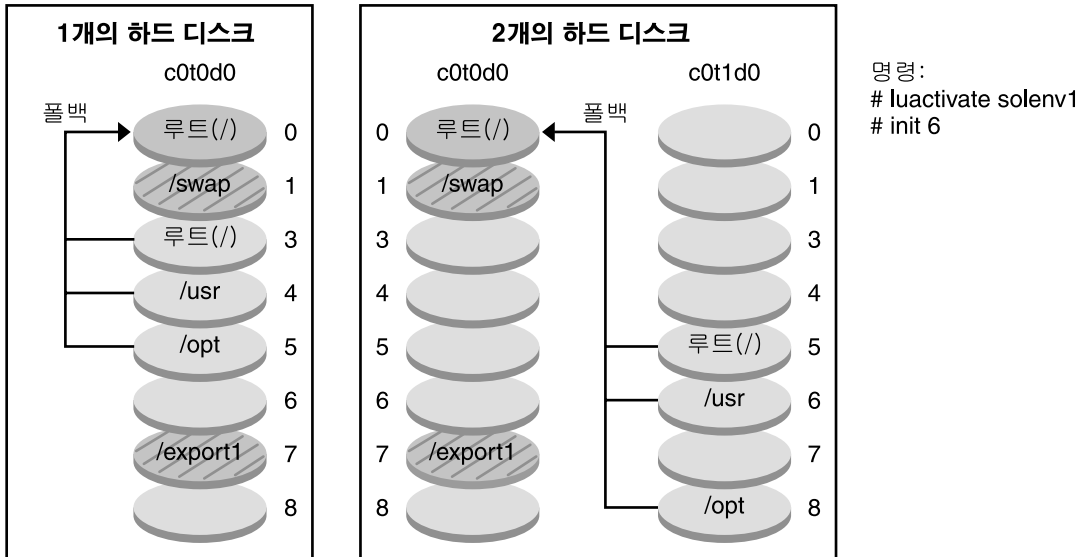 1개의 하드 디스크
c0t0d0
폴백
루트(/) 0
/swap 1
루트(/) 3
/usr 4
/opt 5
6
/export1 7
8
2개의 하드 디스크
c0t0d0
c0t1d0
폴백
0 루트(/)
1 /swap
3
4
5
6
7 /export1
8
0
1
3
4
루트(/) 5
/usr 6
7
/opt 8
명령:
# luactivate solenv1
# init 6